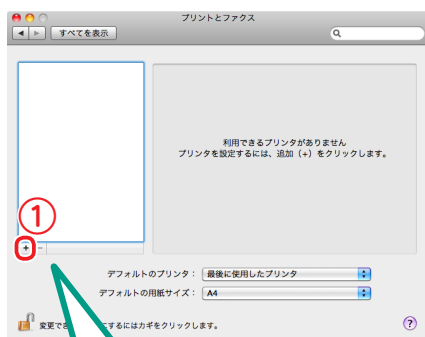 プリントとファクス
すべてを表示
利用できるプリンタがありません
プリンタを設定するには、追加（+）をクリックします。
①
+ −
デフォルトのプリンタ： 最後に使用したプリンタ
デフォルトの用紙サイズ： A4
変更で にするにはカギをクリックします。
?